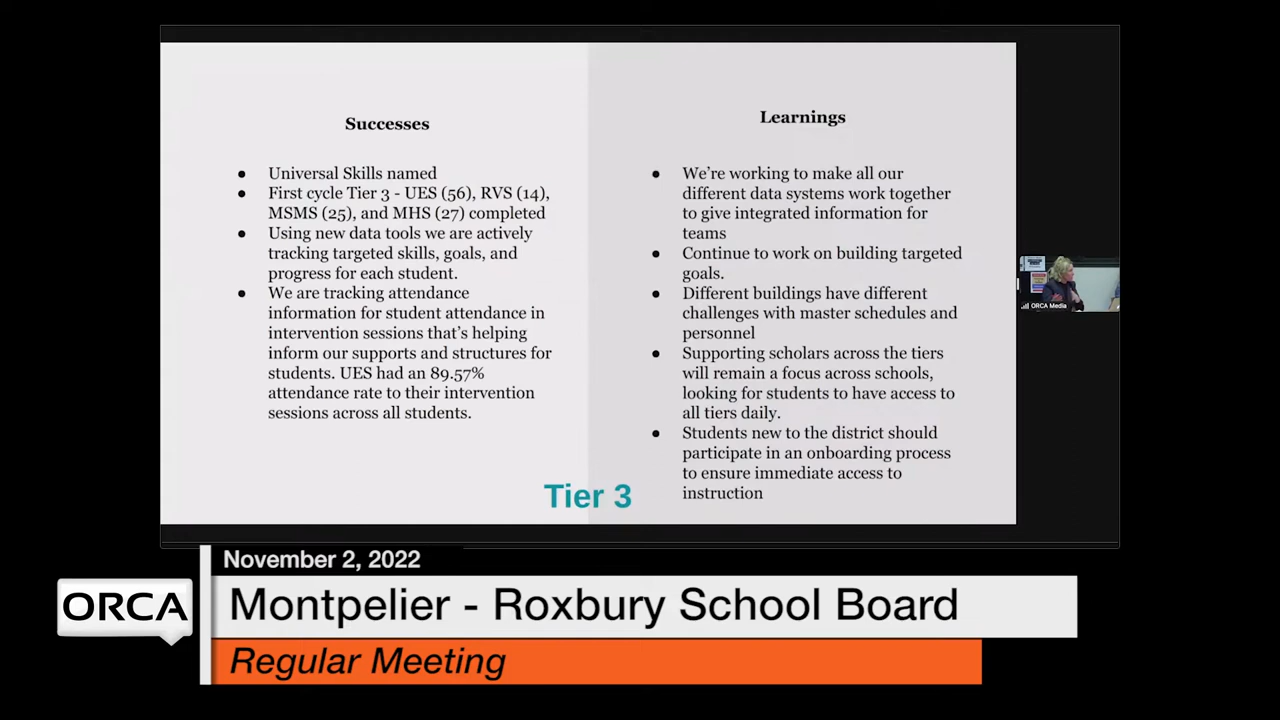 Successes
● Universal Skills named
● First cycle Tier 3 - UES (56), RVS (14),
MSMS (25), and MHS (27) completed
● Using new data tools we are actively
tracking targeted skills, goals, and
progress for each student.
● We are tracking attendance
information for student attendance in
intervention sessions that's helping
inform our supports and structures for
students. UES had an 89.57%
attendance rate to their intervention
sessions across all students.
Learnings
● We're working to make all our
different data systems work together
to give integrated information for
teams
● Continue to work on building targeted
goals.
● Different buildings have different
challenges with master schedules and
personnel
● Supporting scholars across the tiers
will remain a focus across schools,
looking for students to have access to
all tiers daily.
● Students new to the district should
participate in an onboarding process
to ensure immediate access to
instruction
Tier 3
ORCA Media
November 2, 2022
ORCA
Montpelier - Roxbury School Board
Regular Meeting